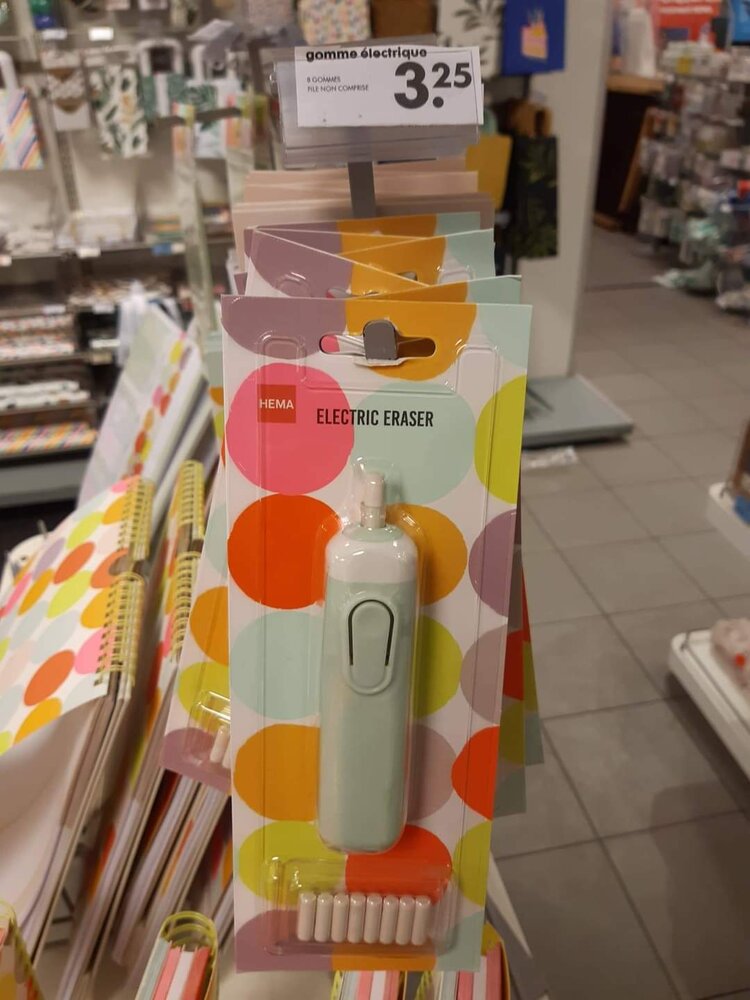 gomme électrique
8 GOMMES
PILE NON COMPRISE
3.25
HEMA
ELECTRIC ERASER